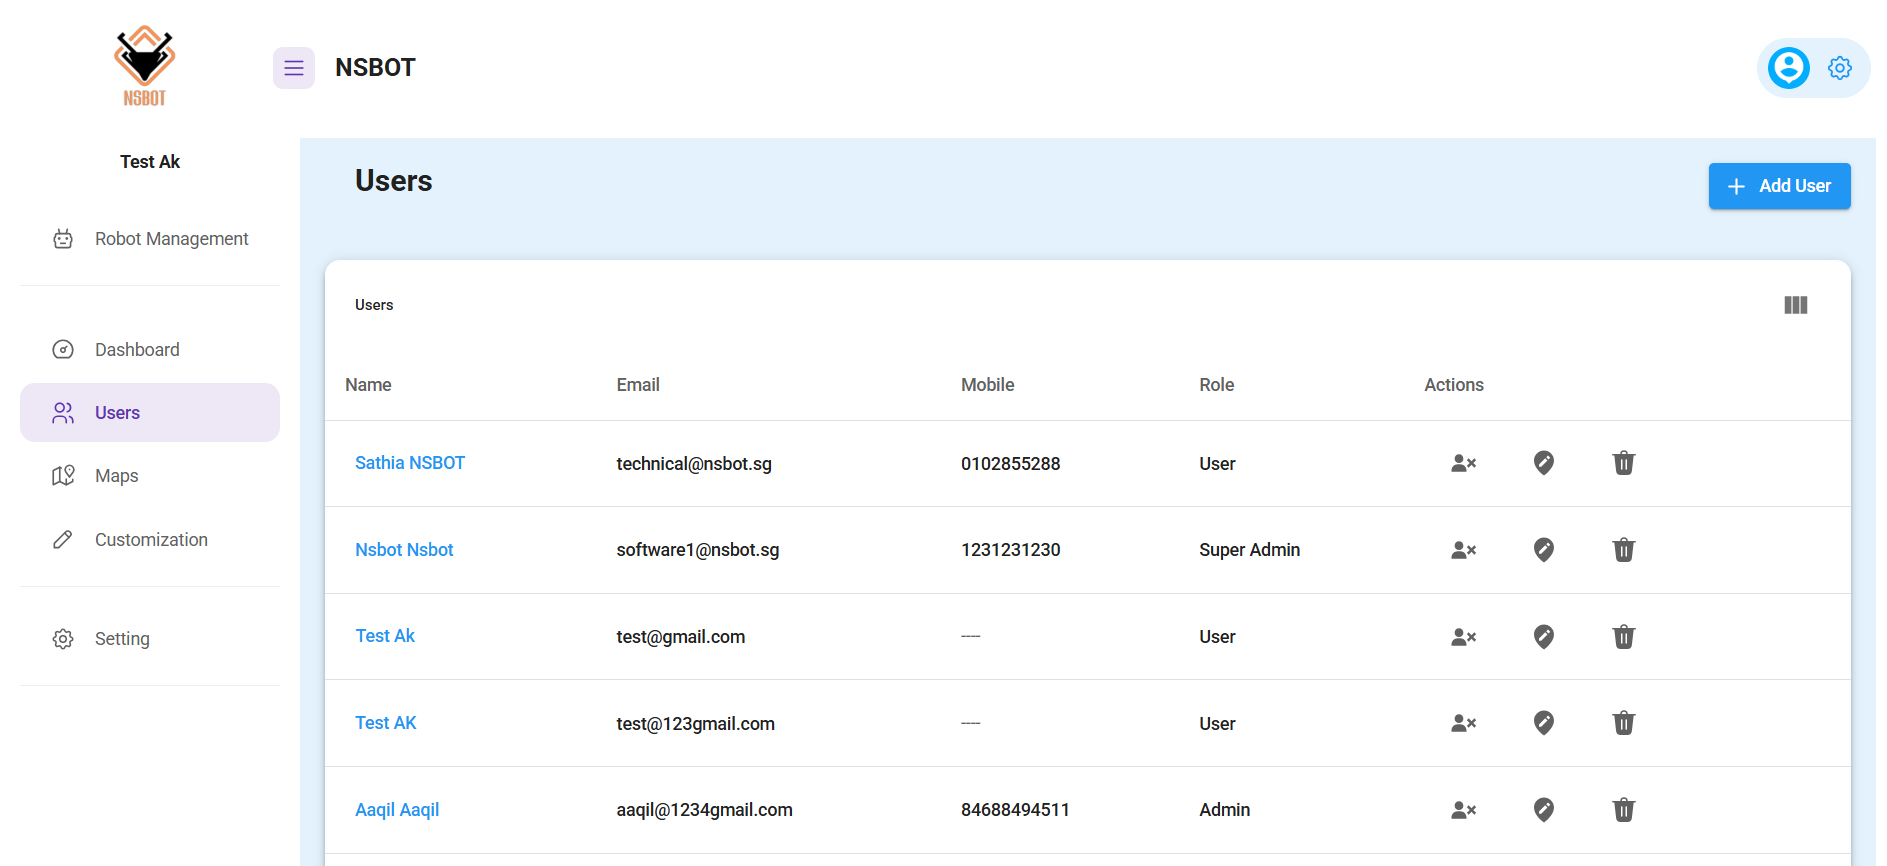 NSBOT
NSBOT
Test Ak
Robot Management
Dashboard
Users
Maps
Customization
Setting
Users
Add User
Users
Name Email Mobile Role Actions
Sathia NSBOT technical@nsbot.sg 0102855288 User
Nsbot Nsbot software1@nsbot.sg 1231231230 Super Admin
Test Ak test@gmail.com ---- User
Test AK test@123gmail.com ---- User
Aaqil Aaqil aaqil@1234gmail.com 84688494511 Admin